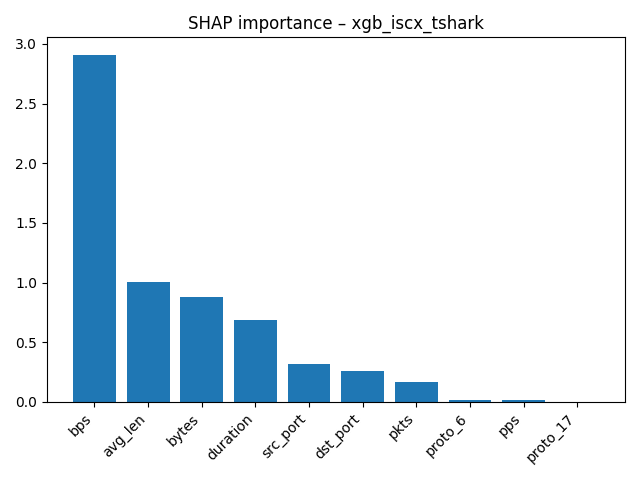 SHAP importance – xgb_iscx_tshark
3.0
2.5
2.0
1.5
1.0
0.5
0.0
bps
avg_len
bytes
duration
src_port
dst_port
pkts
proto_6
pps
proto_17